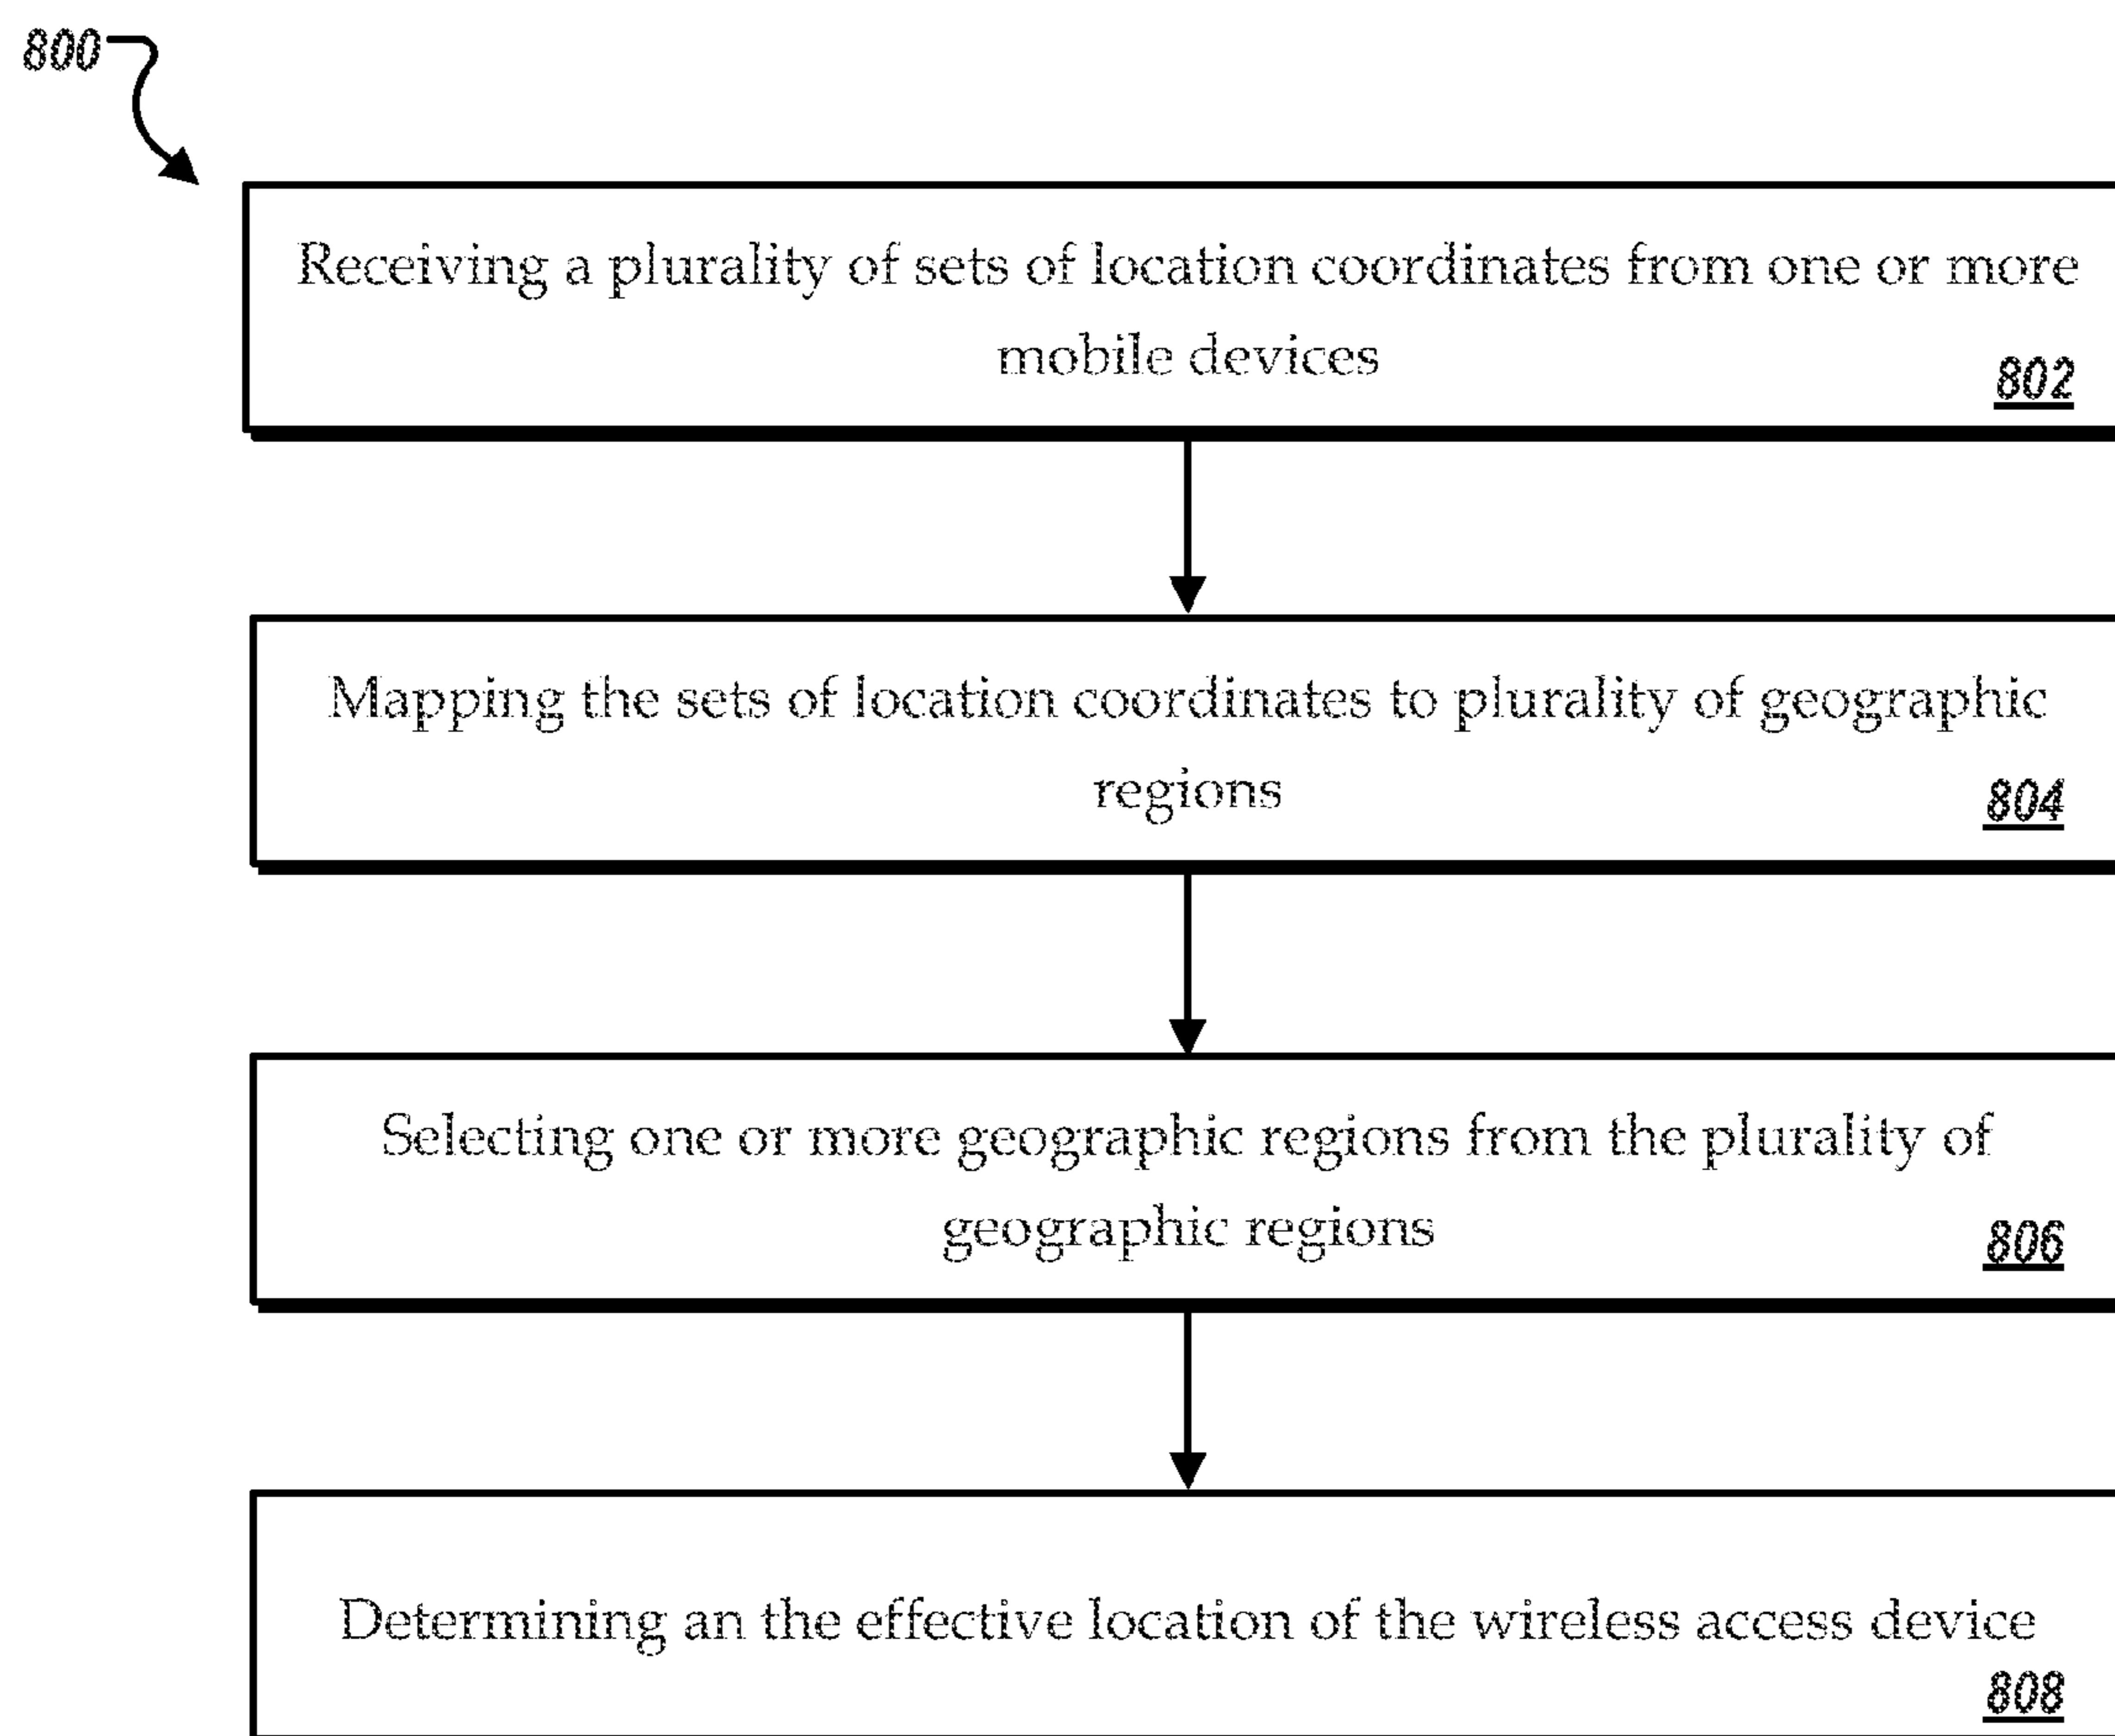 800
Receiving a plurality of sets of location coordinates from one or more
mobile devices
802
Mapping the sets of location coordinates to plurality of geographic
regions
804
Selecting one or more geographic regions from the plurality of
geographic regions
806
Determining an the effective location of the wireless access device
808